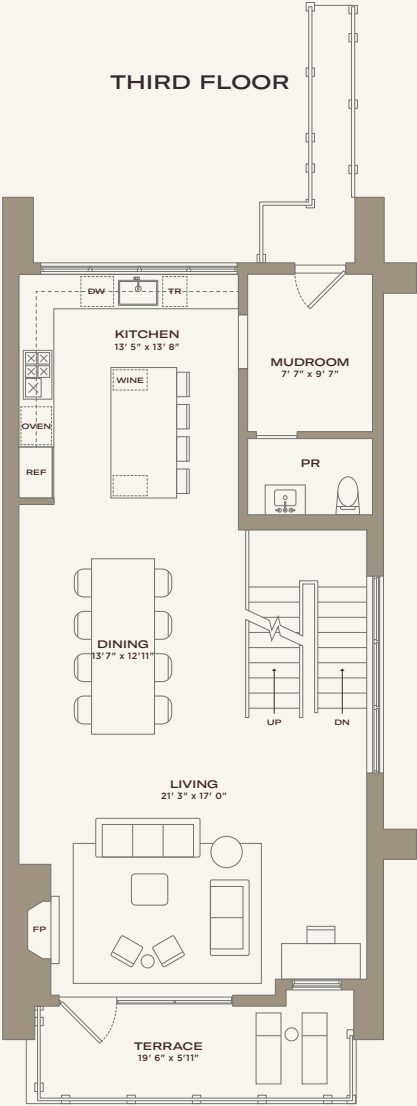 THIRD FLOOR
DW
TR
KITCHEN
13' 5" x 13' 8"
MUDROOM
7' 7" x 9' 7"
WINE
OVEN
REF
PR
DINING
13'7" x 12'11"
UP
DN
LIVING
21' 3" x 17' 0"
FP
TERRACE
19' 6" x 5'11"